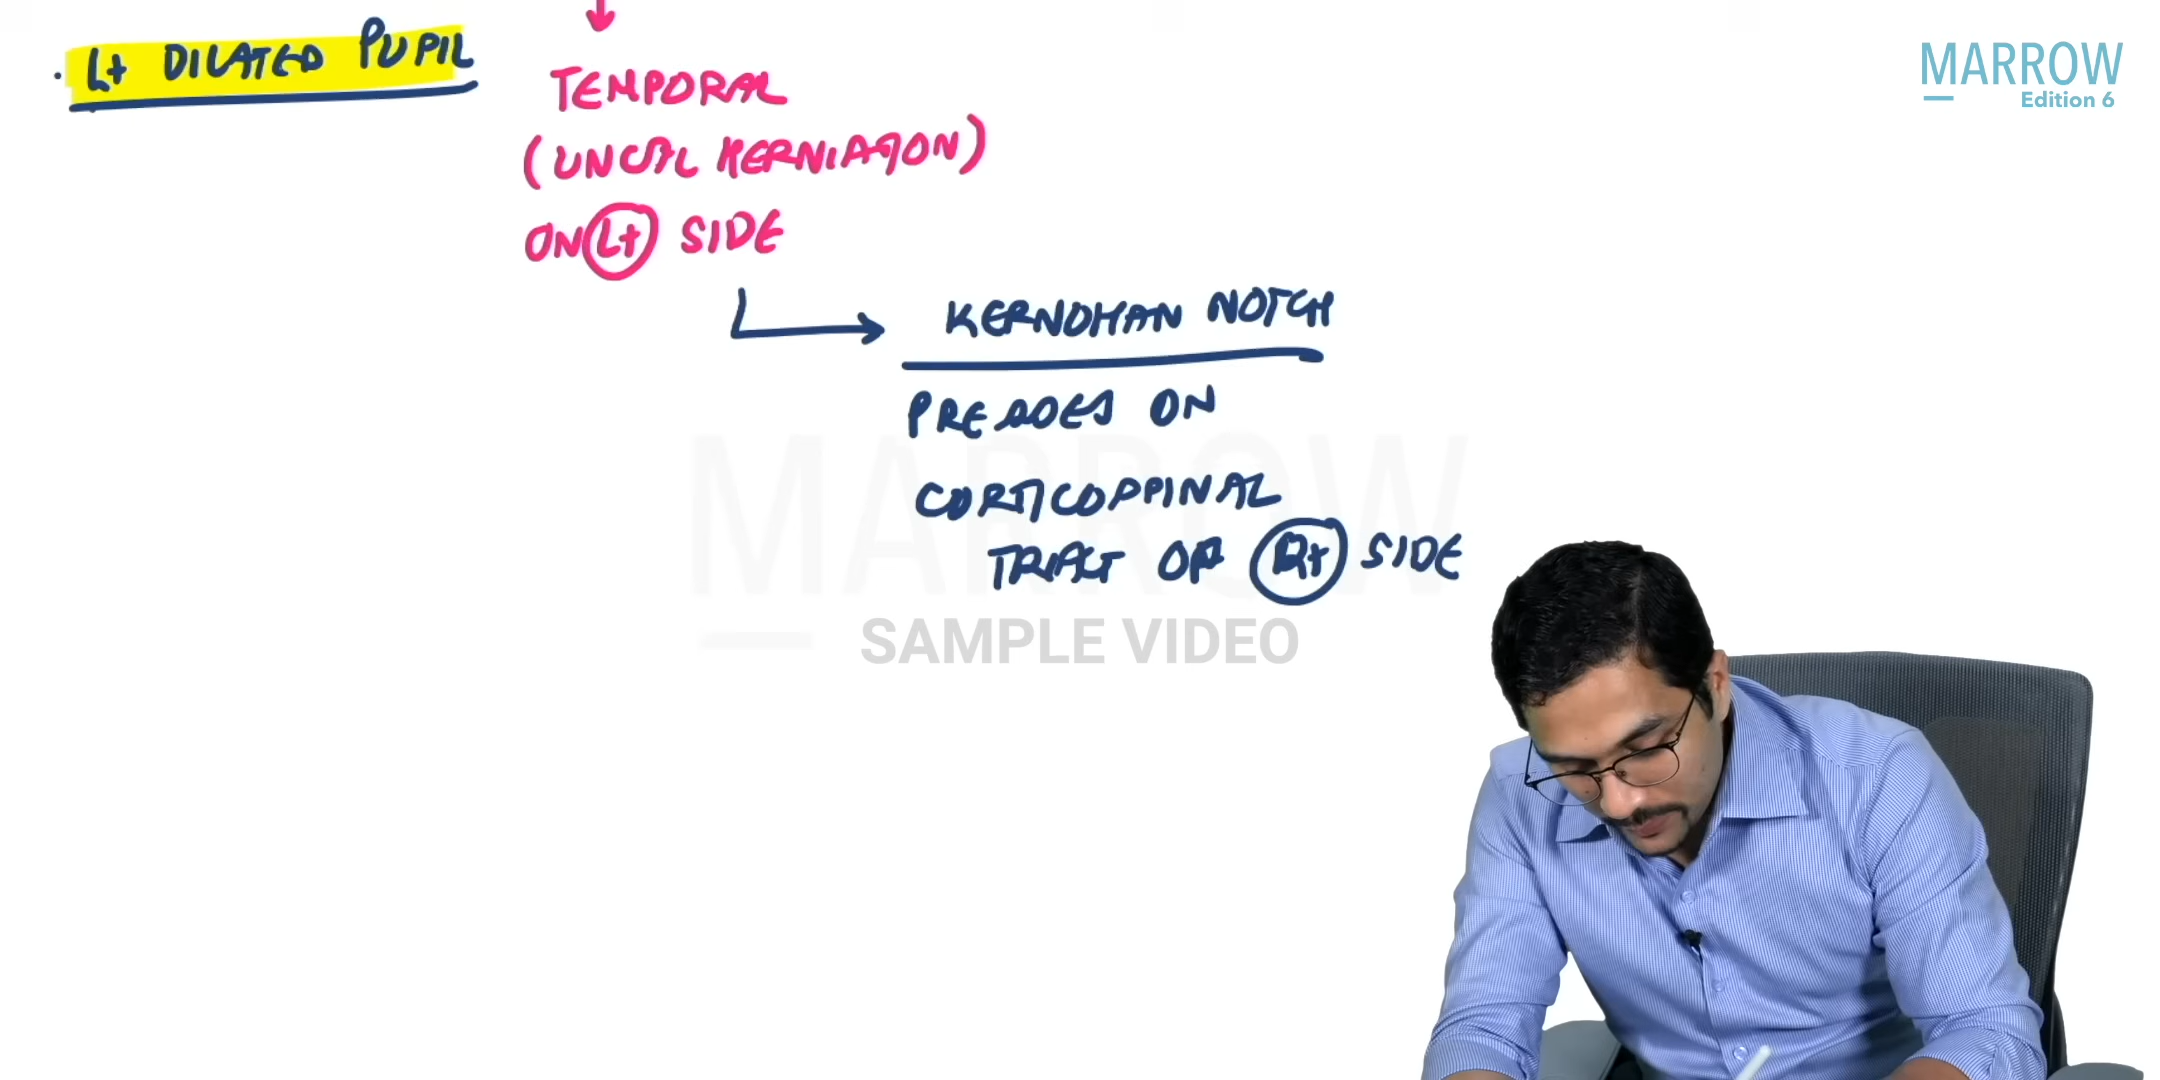 Lt DILATED PUPIL
TEMPORAL
(UNCAL HERNIATION)
ON Lt SIDE
KERNOHAN NOTCH
PRESSES ON
CORTICOSPINAL
TRACT OF Rt SIDE
MARROW
Edition 6
MARROW
SAMPLE VIDEO